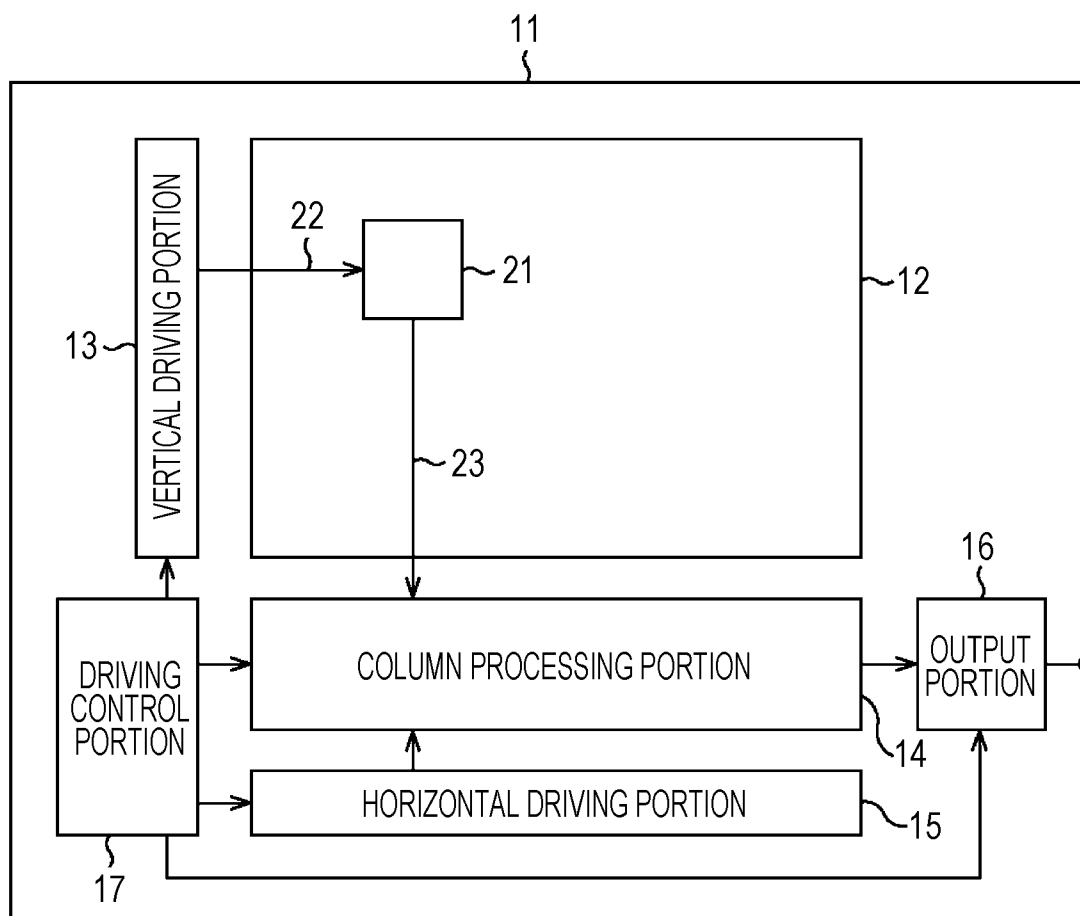 11
VERTICAL DRIVING PORTION
22
21
12
13
23
16
DRIVING
CONTROL
PORTION
COLUMN PROCESSING PORTION
OUTPUT
PORTION
14
HORIZONTAL DRIVING PORTION
15
17